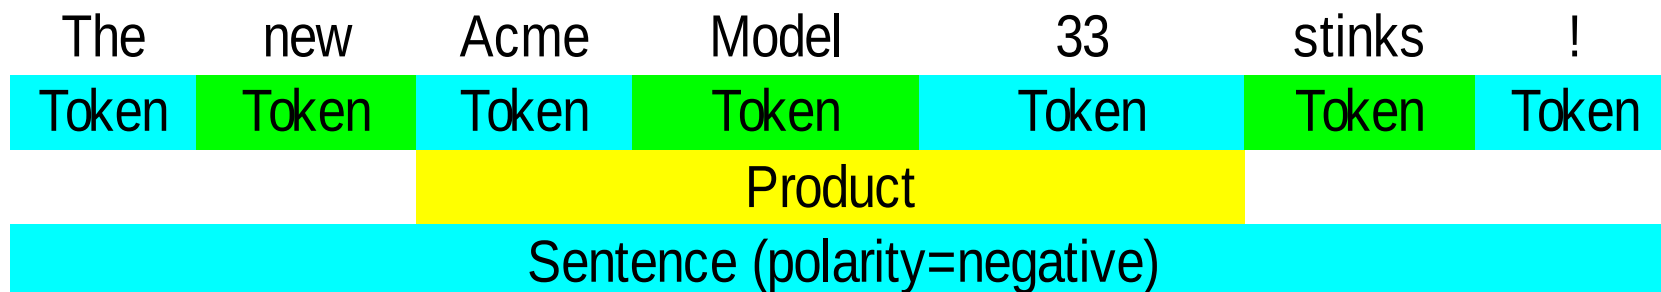 The new Acme Model 33 stinks !
Token Token Token Token Token Token Token
Product
Sentence (polarity=negative)